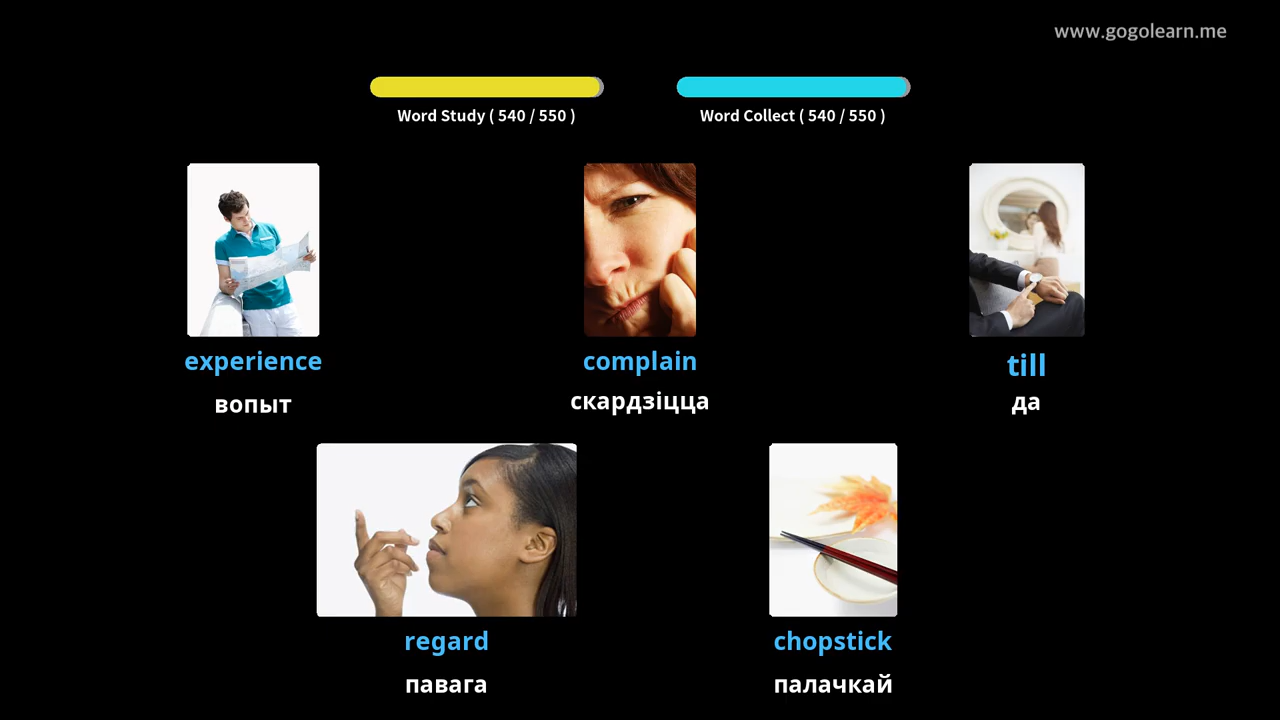 www.gogolearn.me
Word Study ( 540 / 550 )
Word Collect ( 540 / 550 )
experience
вопыт
complain
скардзіцца
till
да
regard
павага
chopstick
палачкай